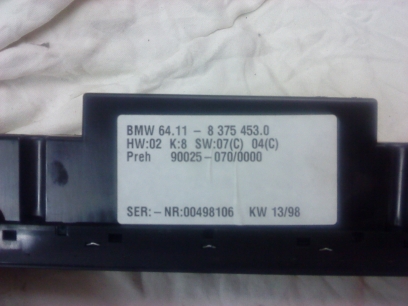 BMW 64.11 - 8 375 453.0
HW:02 K:8 SW:07(C) 04(C)
Preh 90025-070/0000
SER:-NR:00498106 KW 13/98